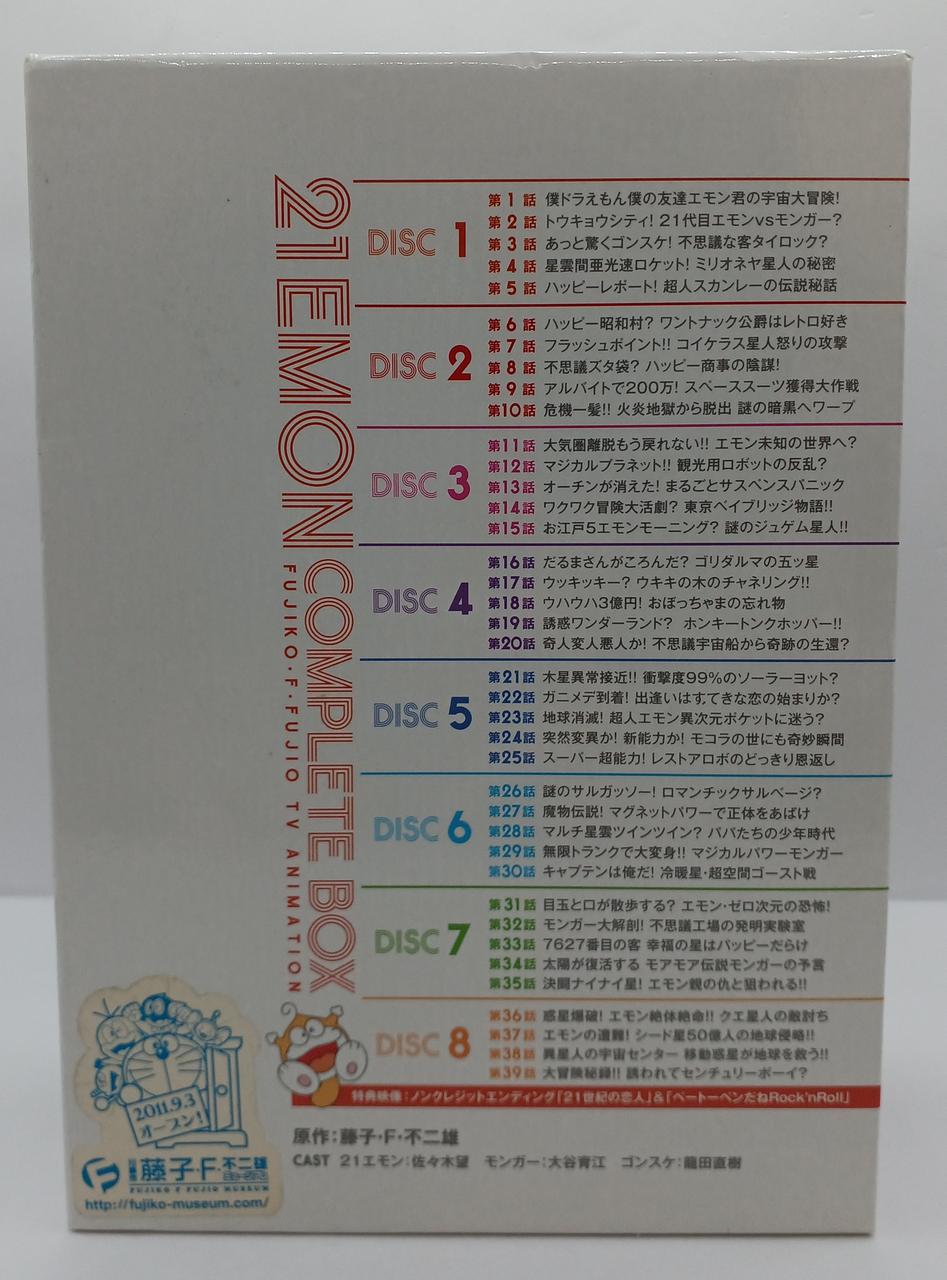 21 EMON COMPLETE BOX
FUJIKO・F・FUJIO TV ANIMATION
DISC 1
第1話 僕ドラえもん僕の友達エモン君の宇宙大冒険!
第2話 トウキョウシティ! 21代目エモンvsモンガー?
第3話 あっと驚くゴンスケ! 不思議な客タイロック?
第4話 星雲間亜光速ロケット! ミリオネヤ星人の秘密
第5話 ハッピーレポート! 超人スカンレーの伝説秘話
DISC 2
第6話 ハッピー昭和村? ワントナック公爵はレトロ好き
第7話 フラッシュポイント!! コイケラス星人怒りの攻撃
第8話 不思議ズタ袋? ハッピー商事の陰謀!
第9話 アルバイトで200万! スペーススーツ獲得大作戦
第10話 危機一髪!! 火炎地獄から脱出 謎の暗黒へワープ
DISC 3
第11話 大気圏離脱もう戻れない!! エモン未知の世界へ?
第12話 マジカルプラネット!! 観光用ロボットの反乱?
第13話 オーチンが消えた! まるごとサスペンスパニック
第14話 ワクワク冒険大活劇? 東京ベイブリッジ物語!!
第15話 お江戸5エモンモーニング? 謎のジュゲム星人!!
DISC 4
第16話 だるまさんがころんだ? ゴリダルマの五ッ星
第17話 ウッキッキー? ウキキの木のチャネリング!!
第18話 ウハウハ3億円! おぼっちゃまの忘れ物
第19話 誘惑ワンダーランド? ホンキートンクホッパー!!
第20話 奇人変人悪人か! 不思議宇宙船から奇跡の生還?
DISC 5
第21話 木星異常接近!! 衝撃度99%のソーラーヨット?
第22話 ガニメデ到着! 出逢いはすてきな恋の始まりか?
第23話 地球消滅! 超人エモン異次元ポケットに迷う?
第24話 突然変異か! 新能力か! モコラの世にも奇妙瞬間
第25話 スーパー超能力! レストアロボのどっきり恩返し
DISC 6
第26話 謎のサルガッソー! ロマンチックサルベージ?
第27話 魔物伝説! マグネットパワーで正体をあばけ
第28話 マルチ星雲ツインツイン? パパたちの少年時代
第29話 無限トランクで大変身!! マジカルパワーモンガー
第30話 キャプテンは俺だ! 冷暖星・超空間ゴースト戦
DISC 7
第31話 目玉と口が散歩する? エモン・ゼロ次元の恐怖!
第32話 モンガー大解剖! 不思議工場の発明実験室
第33話 7627番目の客 幸福の星はハッピーだらけ
第34話 太陽が復活する モアモア伝説モンガーの予言
第35話 決闘ナイナイ星! エモン親の仇と狙われる!!
DISC 8
第36話 惑星爆破! エモン絶体絶命!! クエ星人の敵討ち
第37話 エモンの遭難! シード星50億人の地球侵略!!
第38話 異星人の宇宙センター 移動惑星が地球を救う!!
第39話 大冒険秘録!! 誘われてセンチュリーボーイ?
特典映像:ノンクレジットエンディング「21世紀の恋人」&「ベートーベンだねRock'nRoll」
原作:藤子・F・不二雄
CAST 21エモン:佐々木望 モンガー:大谷育江 ゴンスケ:龍田直樹
2011.9.3
オープン!
川崎市 藤子・F・不二雄 ミュージアム
FUJIKO F FUJIO MUSEUM
http://fujiko-museum.com/